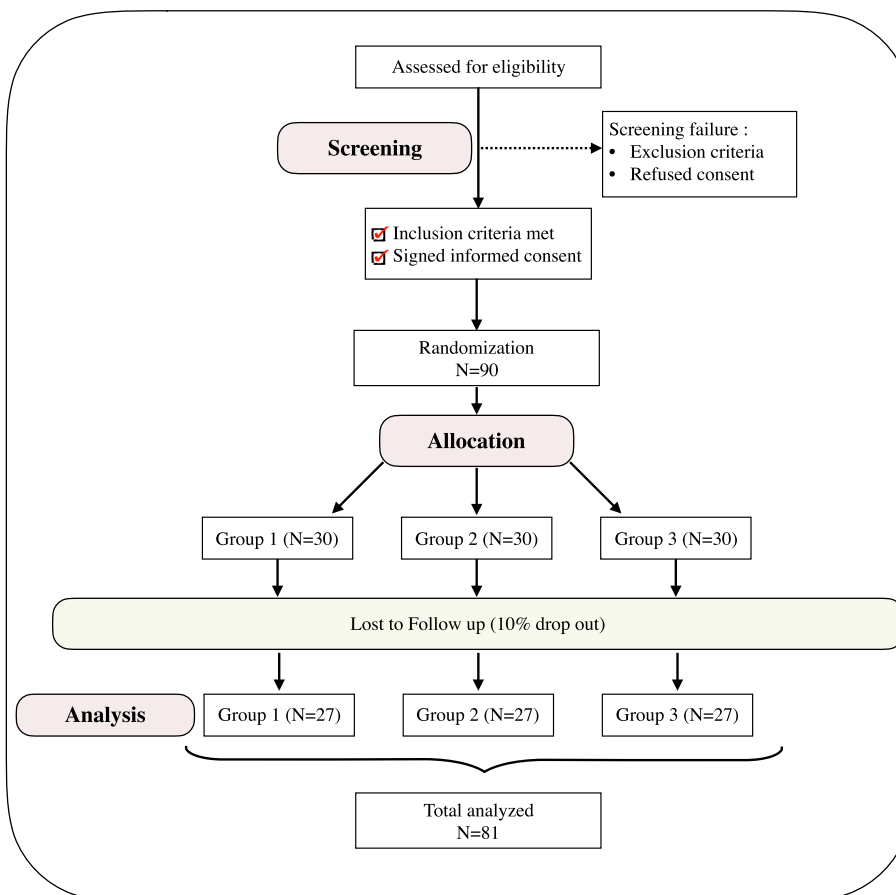 Assessed for eligibility
Screening
Screening failure :
• Exclusion criteria
• Refused consent
Inclusion criteria met
Signed informed consent
Randomization
N=90
Allocation
Group 1 (N=30)
Group 2 (N=30)
Group 3 (N=30)
Lost to Follow up (10% drop out)
Analysis
Group 1 (N=27)
Group 2 (N=27)
Group 3 (N=27)
Total analyzed
N=81